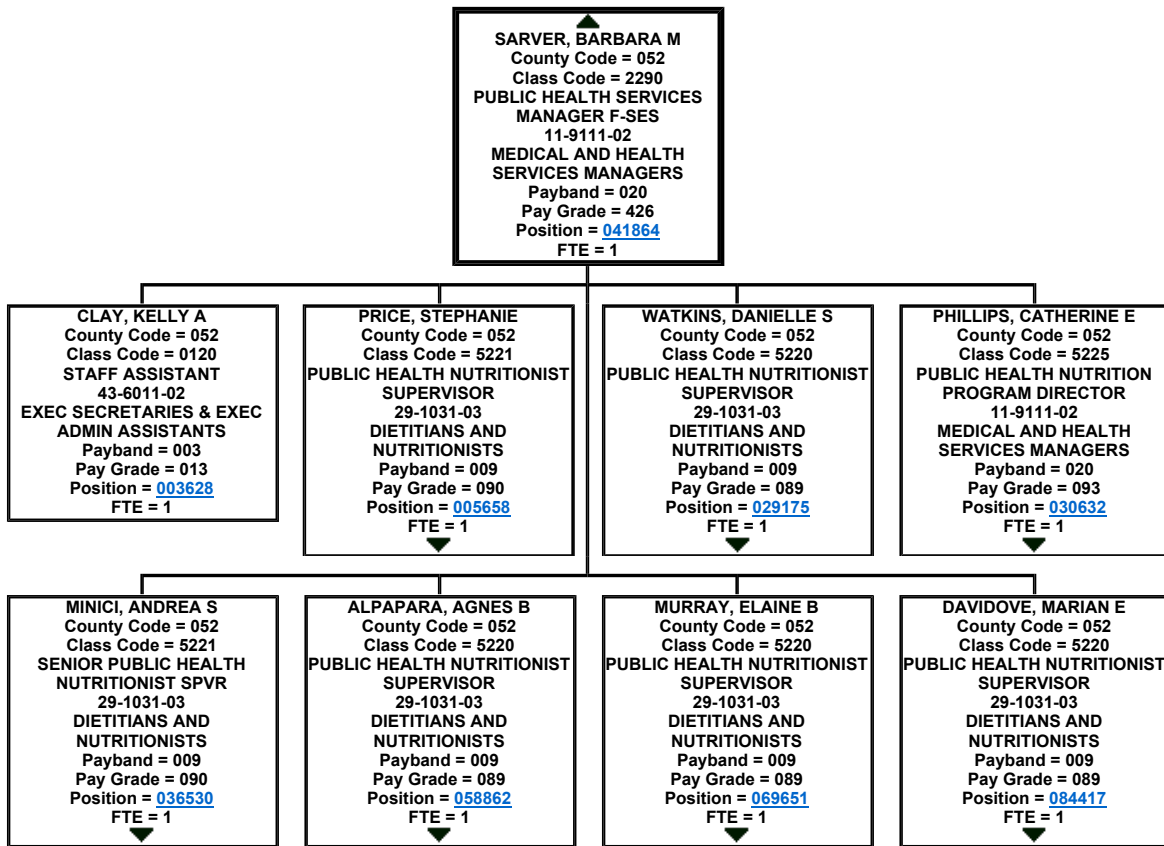 SARVER, BARBARA M
County Code = 052
Class Code = 2290
PUBLIC HEALTH SERVICES
MANAGER F-SES
11-9111-02
MEDICAL AND HEALTH
SERVICES MANAGERS
Payband = 020
Pay Grade = 426
Position = 041864
FTE = 1
CLAY, KELLY A
County Code = 052
Class Code = 0120
STAFF ASSISTANT
43-6011-02
EXEC SECRETARIES & EXEC
ADMIN ASSISTANTS
Payband = 003
Pay Grade = 013
Position = 003628
FTE = 1
PRICE, STEPHANIE
County Code = 052
Class Code = 5221
PUBLIC HEALTH NUTRITIONIST
SUPERVISOR
29-1031-03
DIETITIANS AND
NUTRITIONISTS
Payband = 009
Pay Grade = 090
Position = 005658
FTE = 1
WATKINS, DANIELLE S
County Code = 052
Class Code = 5220
PUBLIC HEALTH NUTRITIONIST
SUPERVISOR
29-1031-03
DIETITIANS AND
NUTRITIONISTS
Payband = 009
Pay Grade = 089
Position = 029175
FTE = 1
PHILLIPS, CATHERINE E
County Code = 052
Class Code = 5225
PUBLIC HEALTH NUTRITION
PROGRAM DIRECTOR
11-9111-02
MEDICAL AND HEALTH
SERVICES MANAGERS
Payband = 020
Pay Grade = 093
Position = 030632
FTE = 1
MINICI, ANDREA S
County Code = 052
Class Code = 5221
SENIOR PUBLIC HEALTH
NUTRITIONIST SPVR
29-1031-03
DIETITIANS AND
NUTRITIONISTS
Payband = 009
Pay Grade = 090
Position = 036530
FTE = 1
ALPAPARA, AGNES B
County Code = 052
Class Code = 5220
PUBLIC HEALTH NUTRITIONIST
SUPERVISOR
29-1031-03
DIETITIANS AND
NUTRITIONISTS
Payband = 009
Pay Grade = 089
Position = 058862
FTE = 1
MURRAY, ELAINE B
County Code = 052
Class Code = 5220
PUBLIC HEALTH NUTRITIONIST
SUPERVISOR
29-1031-03
DIETITIANS AND
NUTRITIONISTS
Payband = 009
Pay Grade = 089
Position = 069651
FTE = 1
DAVIDOVE, MARIAN E
County Code = 052
Class Code = 5220
PUBLIC HEALTH NUTRITIONIST
SUPERVISOR
29-1031-03
DIETITIANS AND
NUTRITIONISTS
Payband = 009
Pay Grade = 089
Position = 084417
FTE = 1